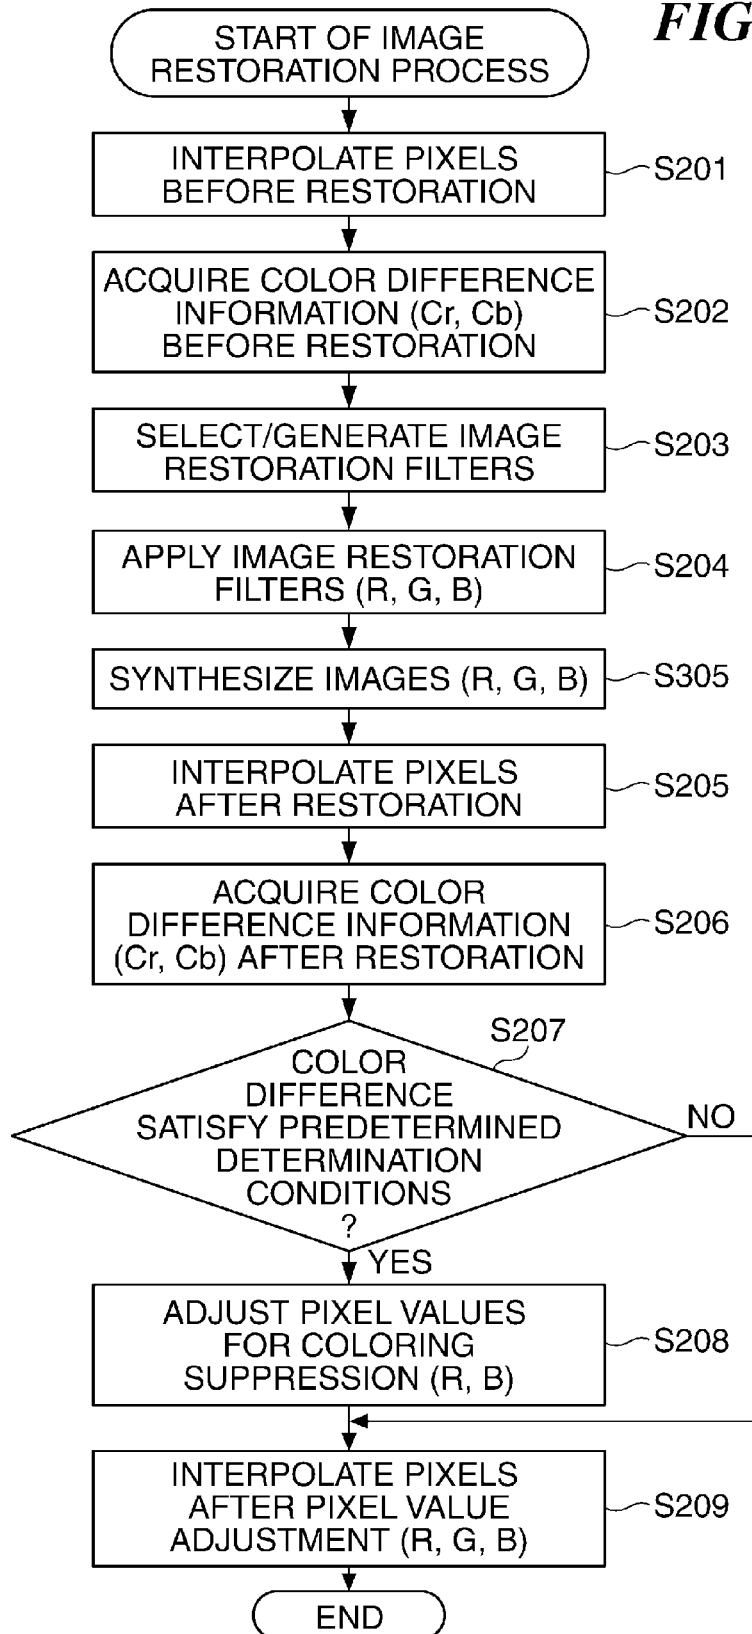 FIG
START OF IMAGE
RESTORATION PROCESS
INTERPOLATE PIXELS
BEFORE RESTORATION
S201
ACQUIRE COLOR DIFFERENCE
INFORMATION (Cr, Cb)
BEFORE RESTORATION
S202
SELECT/GENERATE IMAGE
RESTORATION FILTERS
S203
APPLY IMAGE RESTORATION
FILTERS (R, G, B)
S204
SYNTHESIZE IMAGES (R, G, B)
S305
INTERPOLATE PIXELS
AFTER RESTORATION
S205
ACQUIRE COLOR
DIFFERENCE INFORMATION
(Cr, Cb) AFTER RESTORATION
S206
S207
COLOR
DIFFERENCE
SATISFY PREDETERMINED
DETERMINATION
CONDITIONS
?
NO
YES
ADJUST PIXEL VALUES
FOR COLORING
SUPPRESSION (R, B)
S208
INTERPOLATE PIXELS
AFTER PIXEL VALUE
ADJUSTMENT (R, G, B)
S209
END